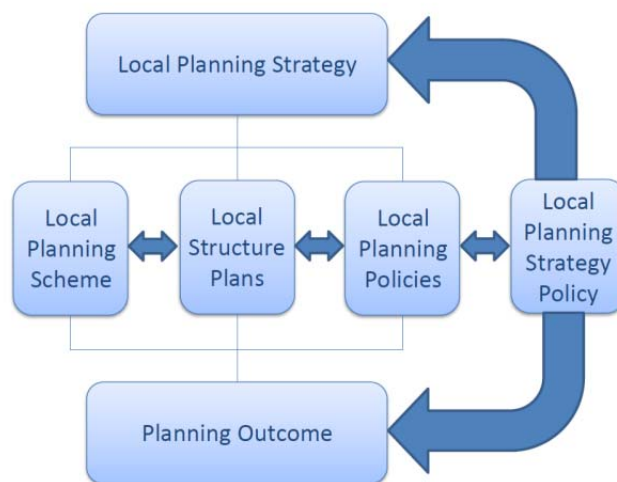 Local Planning Strategy
Local
Planning
Scheme
Local
Structure
Plans
Local
Planning
Policies
Local
Planning
Strategy
Policy
Planning Outcome